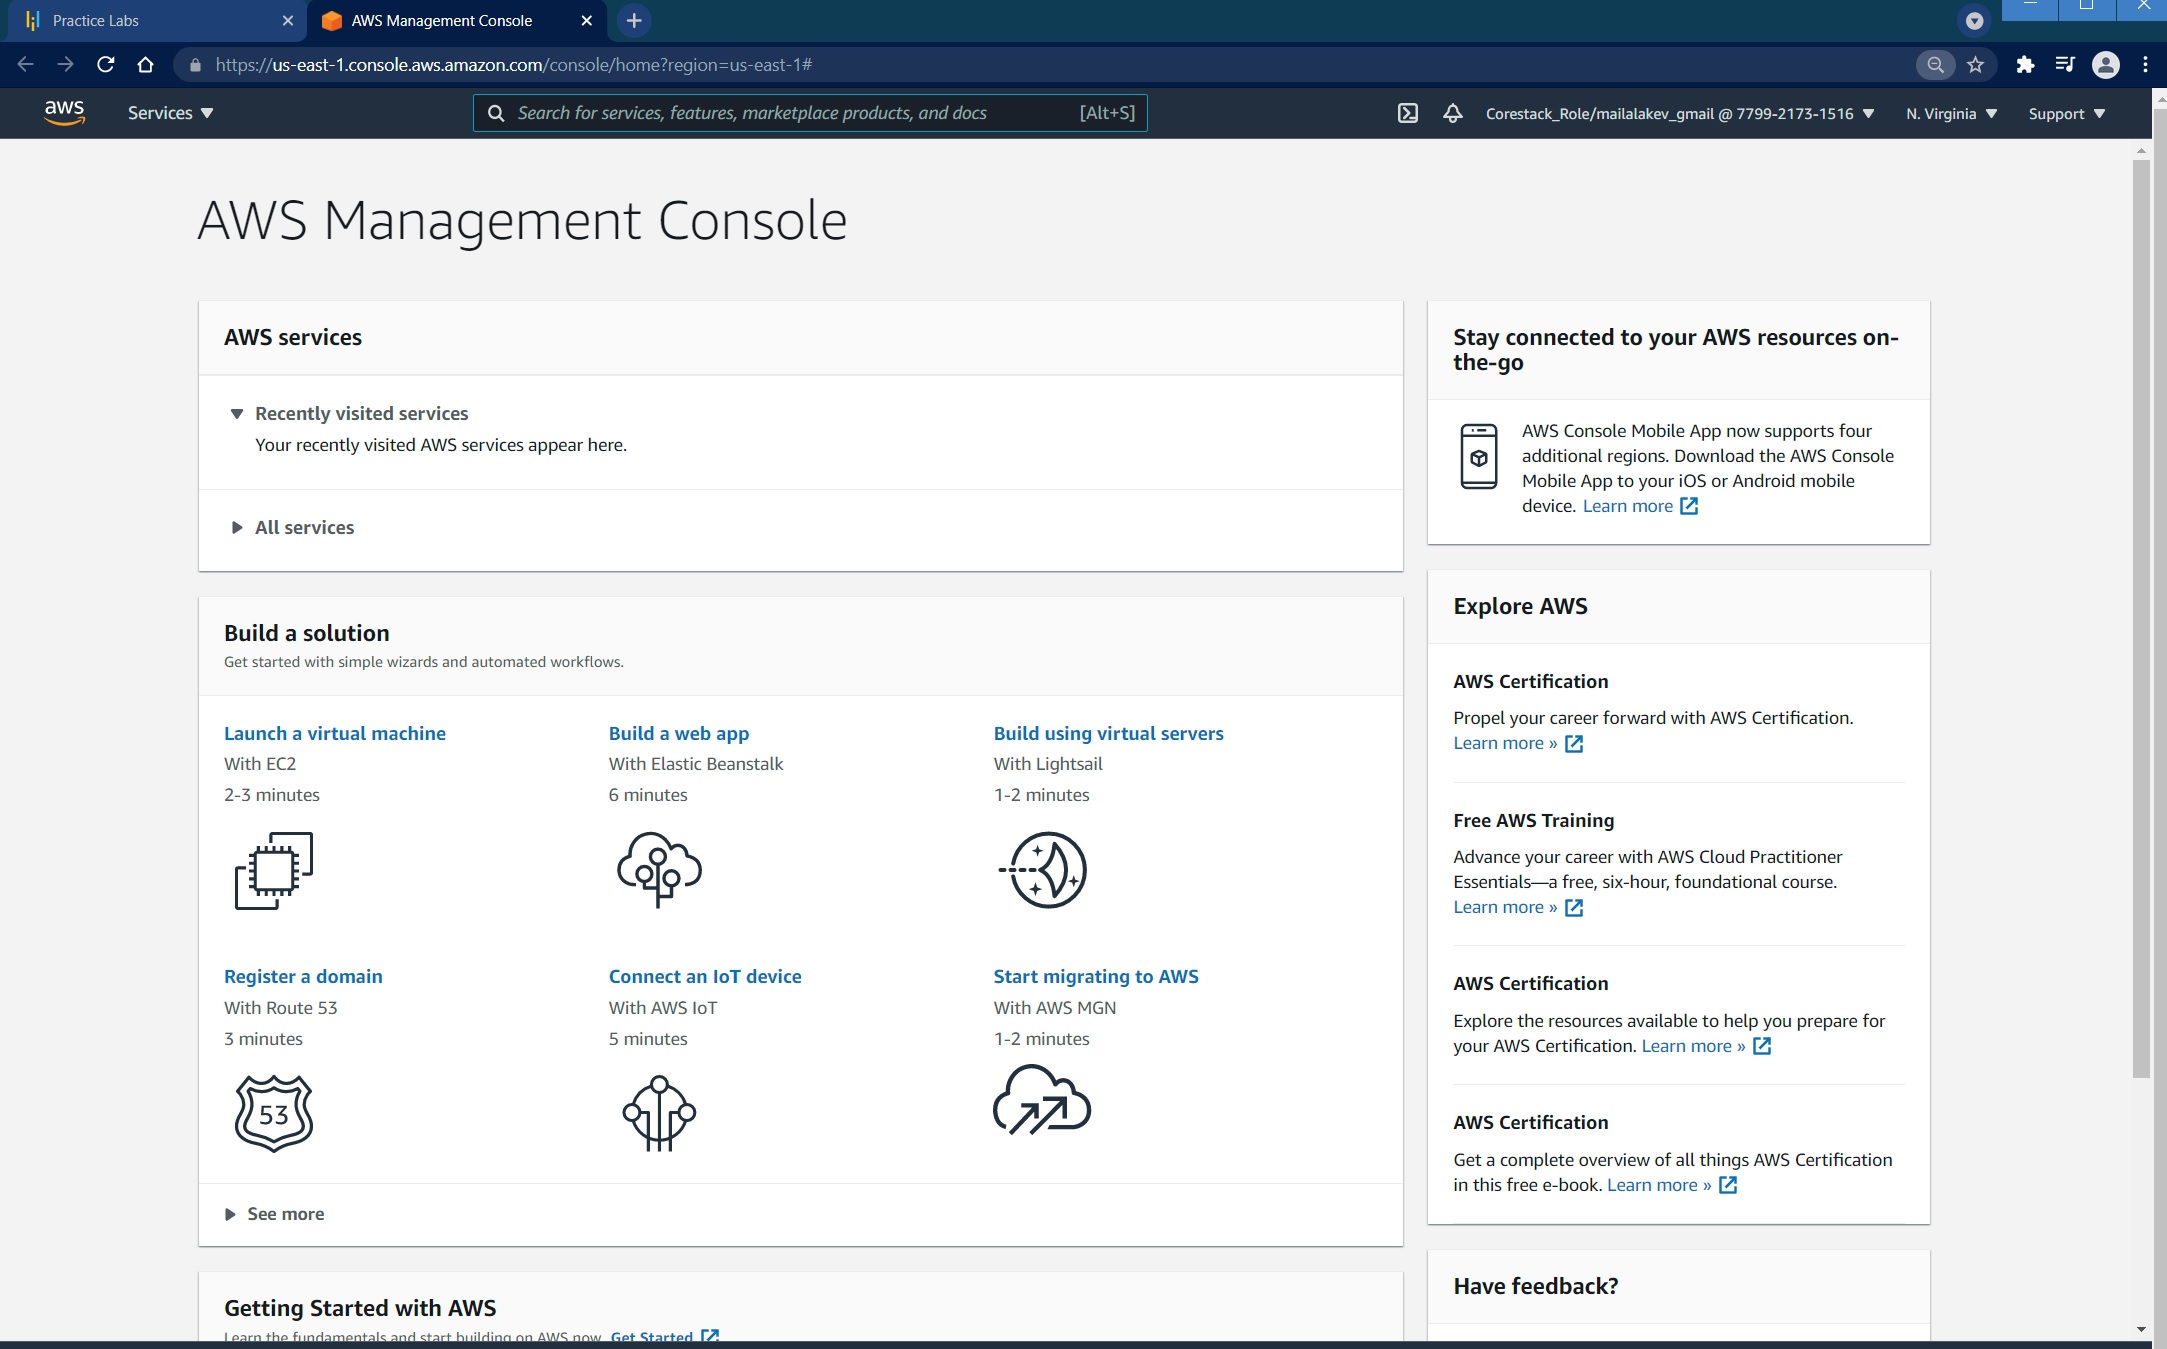 Practice Labs
AWS Management Console
https://us-east-1.console.aws.amazon.com/console/home?region=us-east-1#
aws
Services
Search for services, features, marketplace products, and docs
[Alt+S]
Corestack_Role/mailalakev_gmail @ 7799-2173-1516
N. Virginia
Support
AWS Management Console
AWS services
Recently visited services
Your recently visited AWS services appear here.
All services
Build a solution
Get started with simple wizards and automated workflows.
Launch a virtual machine
With EC2
2-3 minutes
Build a web app
With Elastic Beanstalk
6 minutes
Build using virtual servers
With Lightsail
1-2 minutes
Register a domain
With Route 53
3 minutes
53
Connect an IoT device
With AWS IoT
5 minutes
Start migrating to AWS
With AWS MGN
1-2 minutes
See more
Getting Started with AWS
Learn the fundamentals and start building on AWS now. Get Started
Stay connected to your AWS resources on-
the-go
AWS Console Mobile App now supports four
additional regions. Download the AWS Console
Mobile App to your iOS or Android mobile
device. Learn more
Explore AWS
AWS Certification
Propel your career forward with AWS Certification.
Learn more »
Free AWS Training
Advance your career with AWS Cloud Practitioner
Essentials—a free, six-hour, foundational course.
Learn more »
AWS Certification
Explore the resources available to help you prepare for
your AWS Certification. Learn more »
AWS Certification
Get a complete overview of all things AWS Certification
in this free e-book. Learn more »
Have feedback?